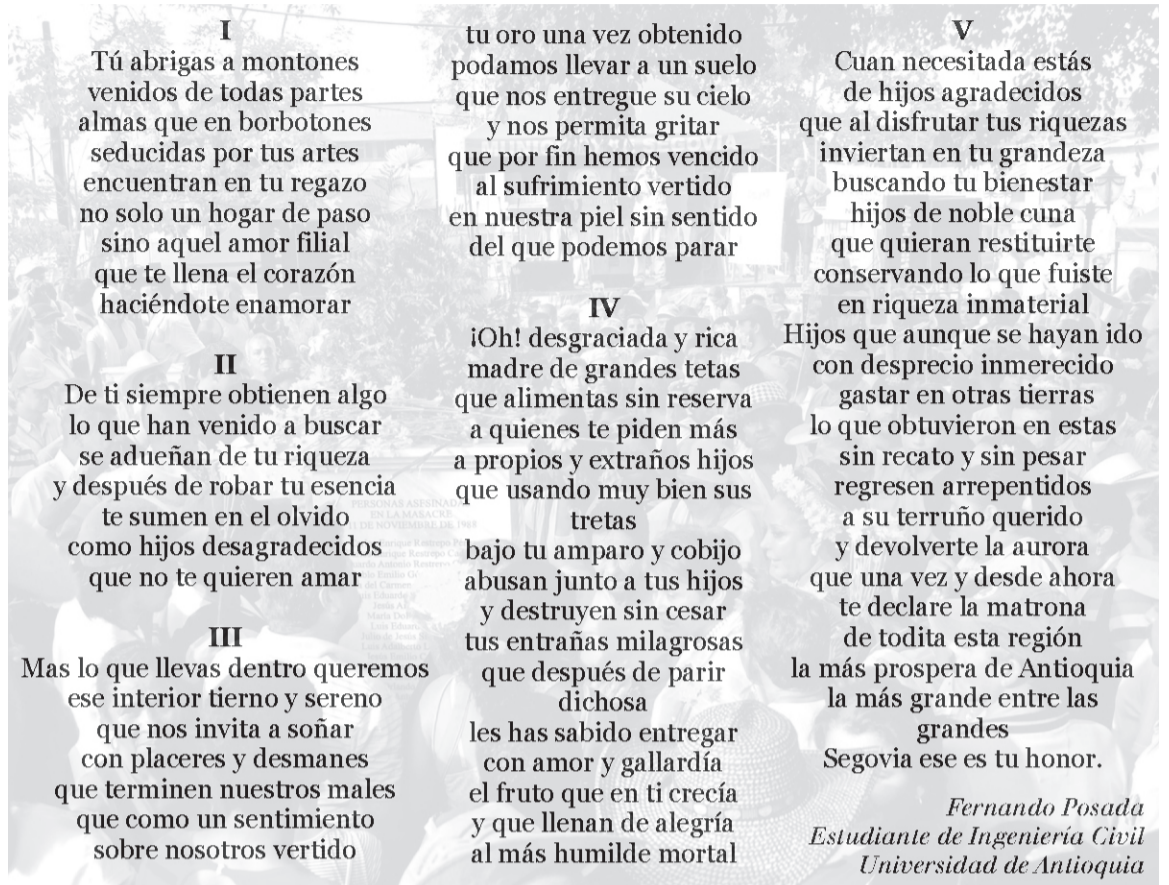 I
Tú abrigas a montones
venidos de todas partes
almas que en borbotones
seducidas por tus artes
encuentran en tu regazo
no solo un hogar de paso
sino aquel amor filial
que te llena el corazón
haciéndote enamorar
II
De ti siempre obtienen algo
lo que han venido a buscar
se adueñan de tu riqueza
y después de robar tu esencia
te sumen en el olvido
como hijos desagradecidos
que no te quieren amar
III
Mas lo que llevas dentro queremos
ese interior tierno y sereno
que nos invita a soñar
con placeres y desmanes
que terminen nuestros males
que como un sentimiento
sobre nosotros vertido
tu oro una vez obtenido
podamos llevar a un suelo
que nos entregue su cielo
y nos permita gritar
que por fin hemos vencido
al sufrimiento vertido
en nuestra piel sin sentido
del que podemos parar
IV
¡Oh! desgraciada y rica
madre de grandes tetas
que alimentas sin reserva
a quienes te piden más
a propios y extraños hijos
que usando muy bien sus
tretas
bajo tu amparo y cobijo
abusan junto a tus hijos
y destruyen sin cesar
tus entrañas milagrosas
que después de parir
dichosa
les has sabido entregar
con amor y gallardía
el fruto que en ti crecía
y que llenan de alegría
al más humilde mortal
V
Cuan necesitada estás
de hijos agradecidos
que al disfrutar tus riquezas
inviertan en tu grandeza
buscando tu bienestar
hijos de noble cuna
que quieran restituirte
conservando lo que fuiste
en riqueza inmaterial
Hijos que aunque se hayan ido
con desprecio inmerecido
gastar en otras tierras
lo que obtuvieron en estas
sin recato y sin pesar
regresen arrepentidos
a su terruño querido
y devolverte la aurora
que una vez y desde ahora
te declare la matrona
de todita esta región
la más prospera de Antioquia
la más grande entre las
grandes
Segovia ese es tu honor.
Fernando Posada
Estudiante de Ingeniería Civil
Universidad de Antioquia
PERSONAS ASESINADAS
EN LA MASACRE
11 DE NOVIEMBRE DE 1988